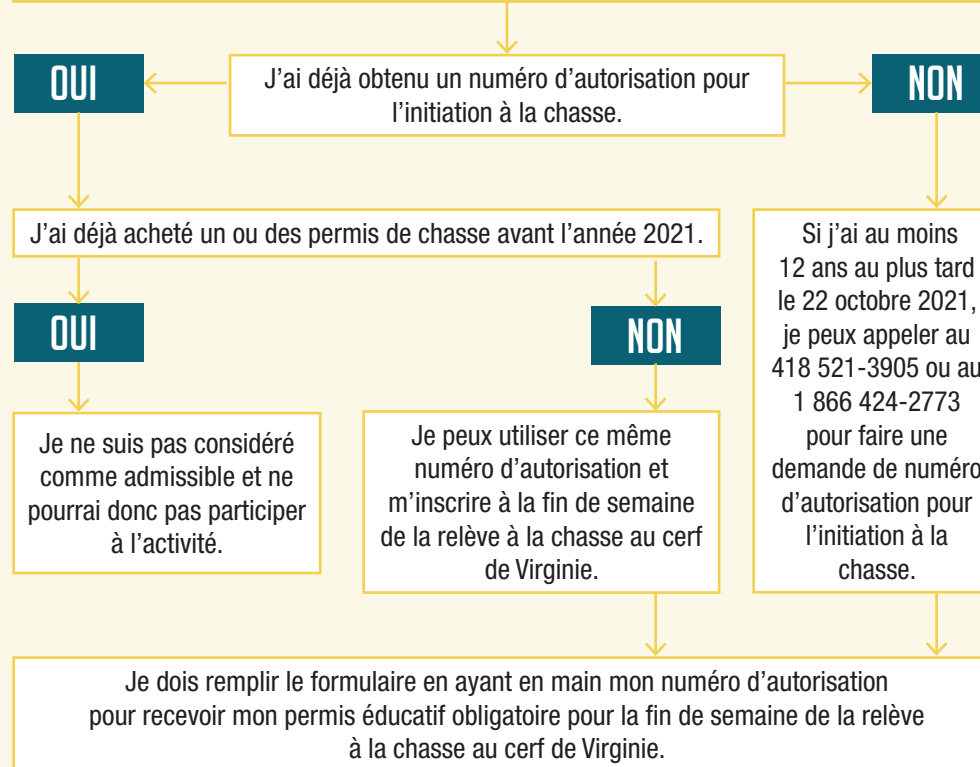 OUI
J'ai déjà obtenu un numéro d'autorisation pour
l'initiation à la chasse.
NON
J'ai déjà acheté un ou des permis de chasse avant l'année 2021.
OUI
NON
Je ne suis pas considéré
comme admissible et ne
pourrai donc pas participer
à l'activité.
Je peux utiliser ce même
numéro d'autorisation et
m'inscrire à la fin de semaine
de la relève à la chasse au cerf
de Virginie.
Si j'ai au moins
12 ans au plus tard
le 22 octobre 2021,
je peux appeler au
418 521-3905 ou au
1 866 424-2773
pour faire une
demande de numéro
d'autorisation pour
l'initiation à la
chasse.
Je dois remplir le formulaire en ayant en main mon numéro d'autorisation
pour recevoir mon permis éducatif obligatoire pour la fin de semaine de la relève
à la chasse au cerf de Virginie.